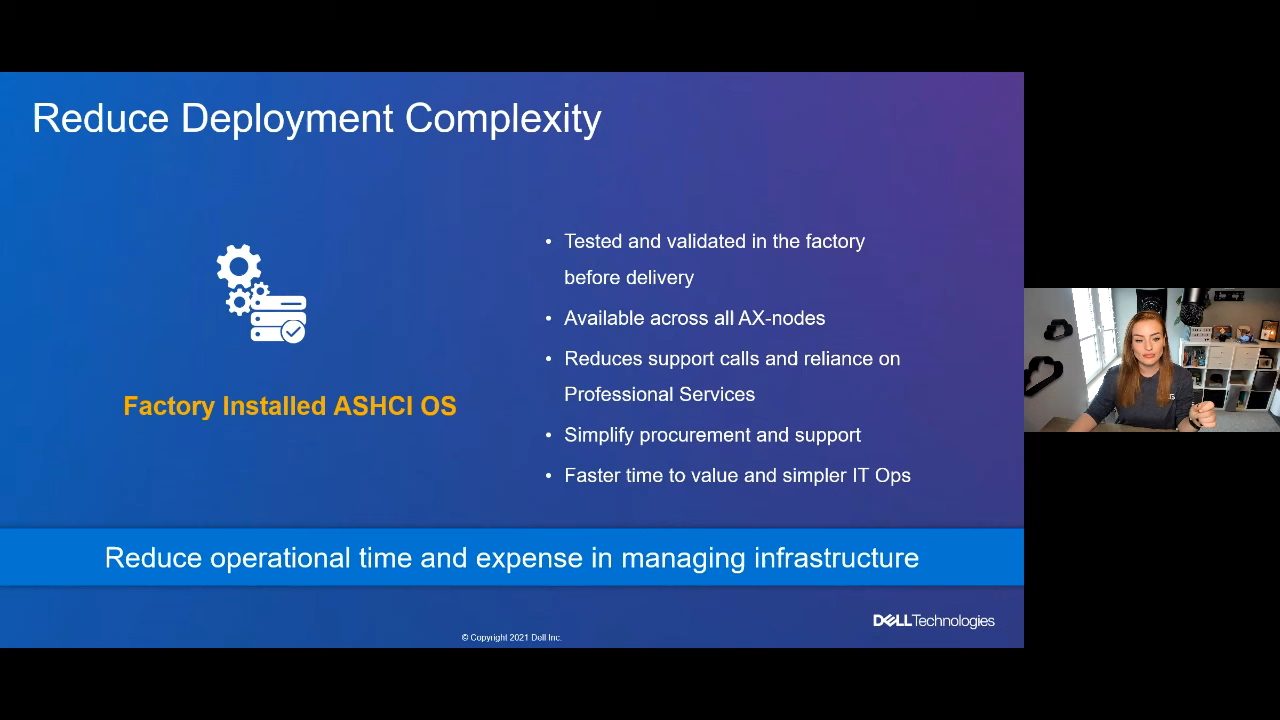 Reduce Deployment Complexity
• Tested and validated in the factory
before delivery
• Available across all AX-nodes
• Reduces support calls and reliance on
Professional Services
• Simplify procurement and support
• Faster time to value and simpler IT Ops
Factory Installed ASHCI OS
Reduce operational time and expense in managing infrastructure
DELL Technologies
© Copyright 2021 Dell Inc.